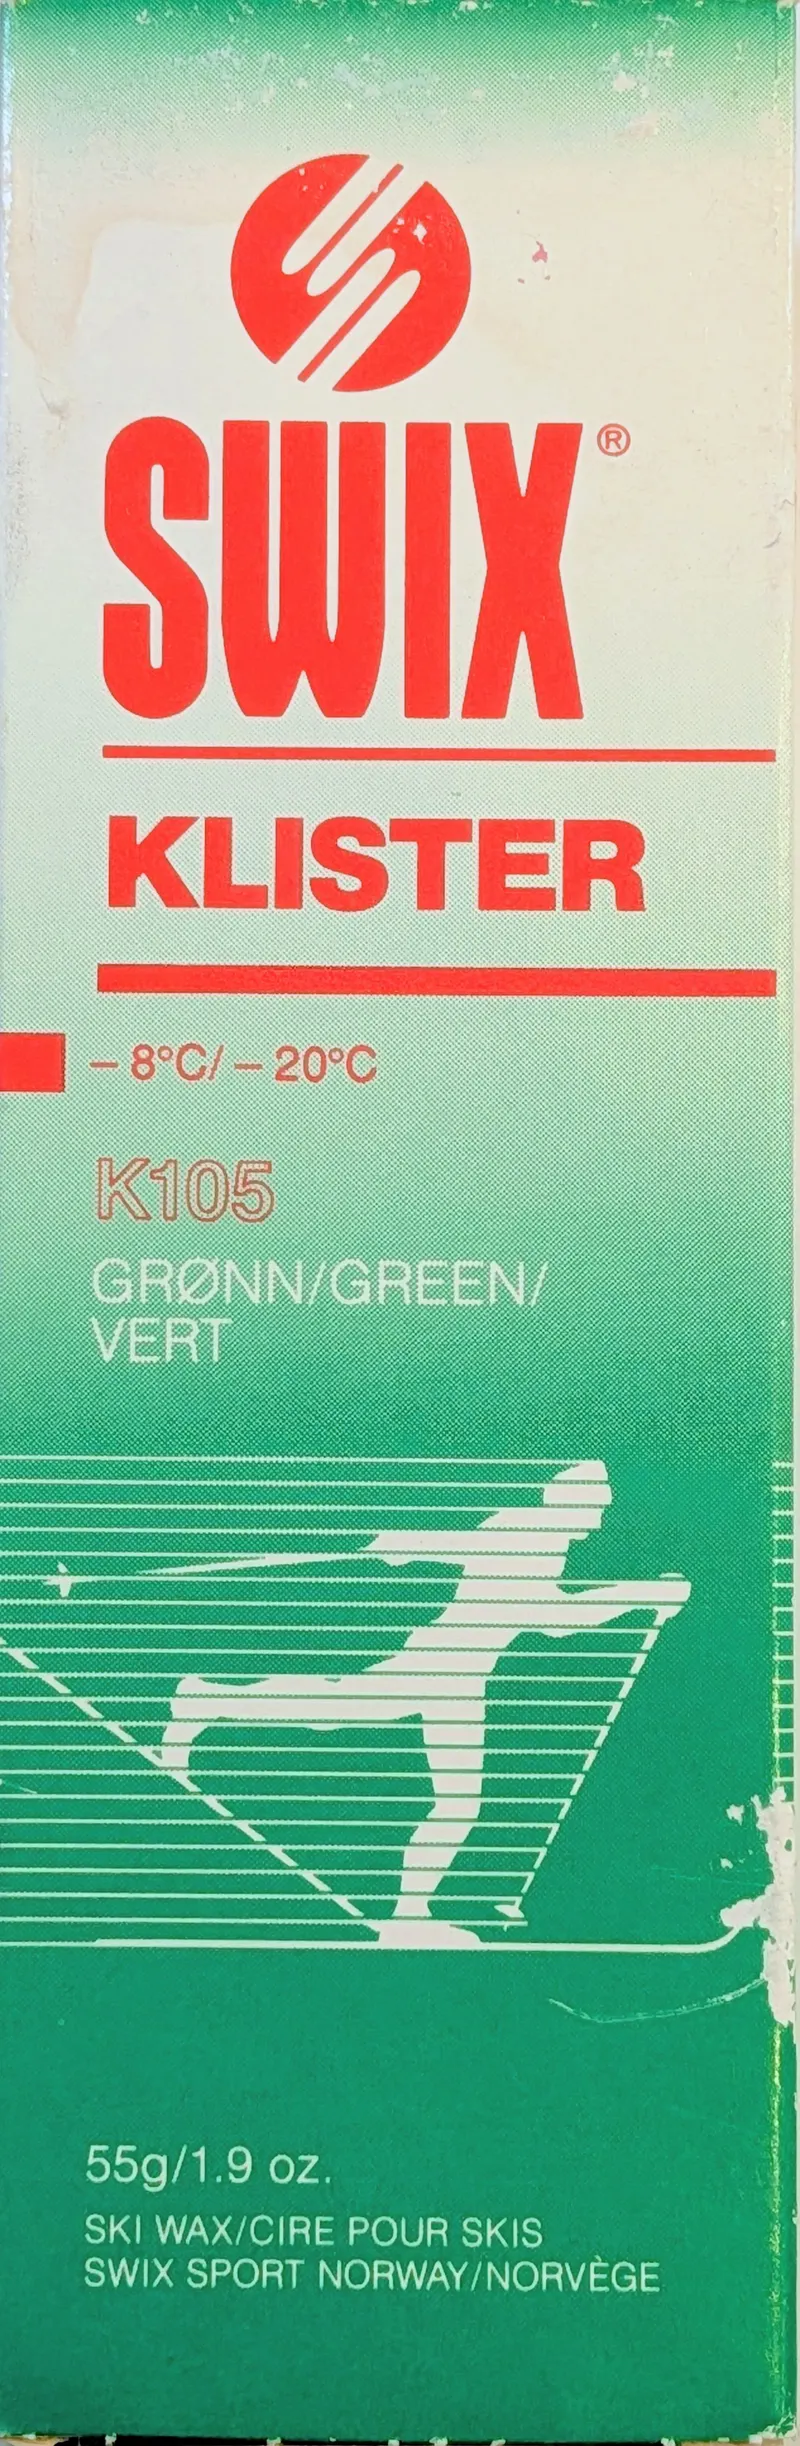 SWIX®
KLISTER
– 8°C/ – 20°C
K105
GRØNN/GREEN/
VERT
55g/1.9 oz.
SKI WAX/CIRE POUR SKIS
SWIX SPORT NORWAY/NORVÈGE